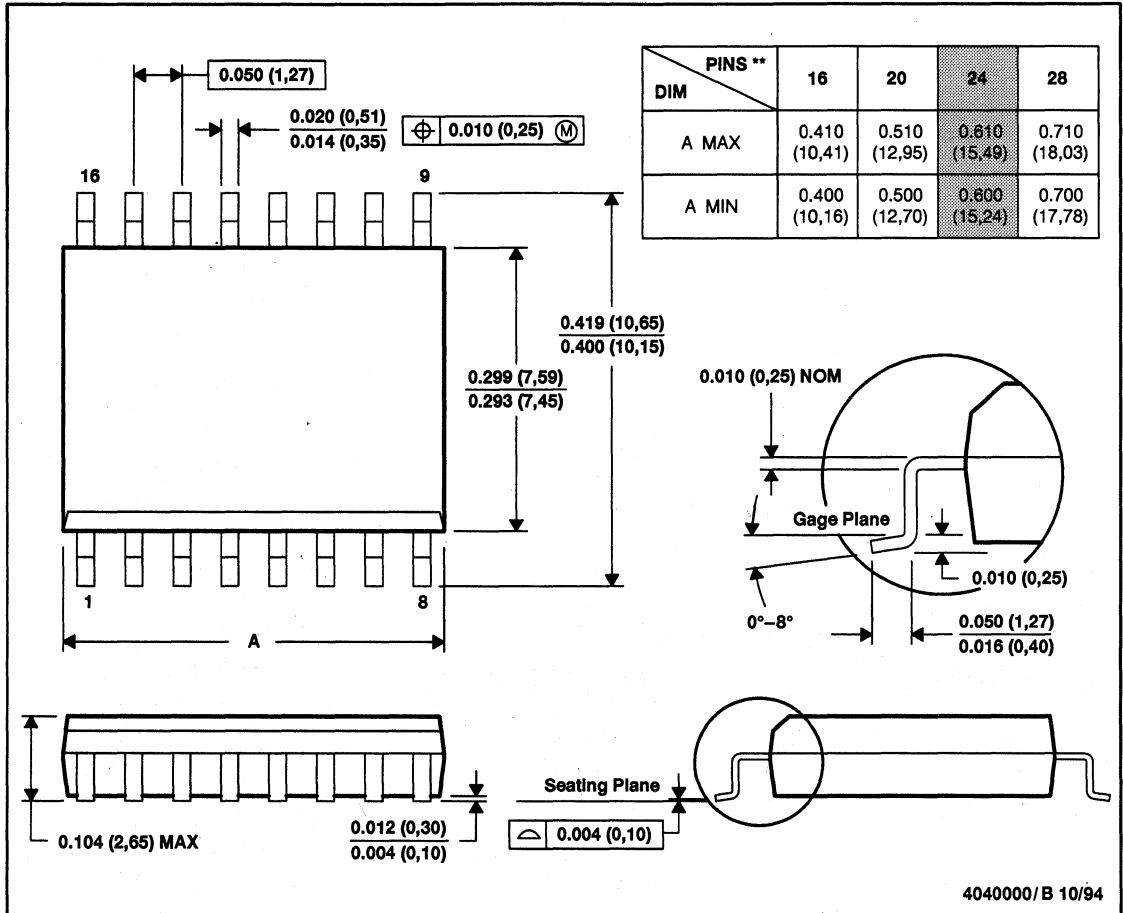 PINS **
DIM
16 20 24 28
A MAX
0.410 0.510 0.610 0.710
(10,41) (12,95) (15,49) (18,03)
A MIN
0.400 0.500 0.600 0.700
(10,16) (12,70) (15,24) (17,78)
0.050 (1,27)
0.020 (0,51)
0.014 (0,35)
⌖ 0.010 (0,25) Ⓜ
16
9
0.419 (10,65)
0.400 (10,15)
0.299 (7,59)
0.293 (7,45)
1
8
A
0.010 (0,25) NOM
Gage Plane
0.010 (0,25)
0°–8°
0.050 (1,27)
0.016 (0,40)
0.104 (2,65) MAX
0.012 (0,30)
0.004 (0,10)
Seating Plane
⌓ 0.004 (0,10)
4040000/B 10/94